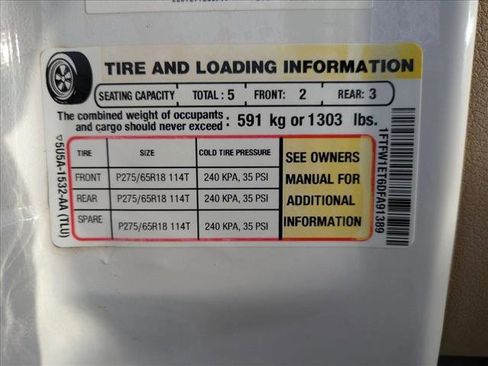 TIRE AND LOADING INFORMATION
SEATING CAPACITY TOTAL : 5 FRONT: 2 REAR: 3
The combined weight of occupants
and cargo should never exceed : 591 kg or 1303 lbs.
TIRE SIZE COLD TIRE PRESSURE
FRONT P275/65R18 114T 240 KPA, 35 PSI
REAR P275/65R18 114T 240 KPA, 35 PSI
SPARE P275/65R18 114T 240 KPA, 35 PSI
SEE OWNERS
MANUAL FOR
ADDITIONAL
INFORMATION
5U5A-1532-AA (TLU)
1FTFW1ET6DFA91389